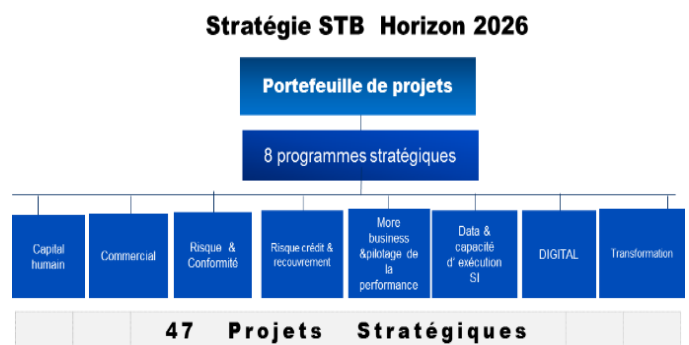 Stratégie STB Horizon 2026
Portefeuille de projets
8 programmes stratégiques
Capital
humain
Commercial
Risque &
Conformité
Risque crédit &
recouvrement
More
business
&pilotage de
la
performance
Data &
capacité
d' exécution
SI
DIGITAL
Transformation
47 Projets Stratégiques